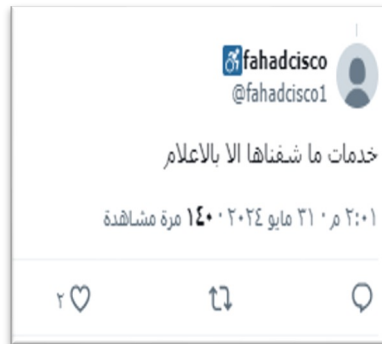 fahadcisco
@fahadcisco1
خدمات ما شفناها الا بالاعلام
٢:٠١ م · ٣١ مايو ٢٠٢٤ · ١٤٠ مرة مشاهدة
٢